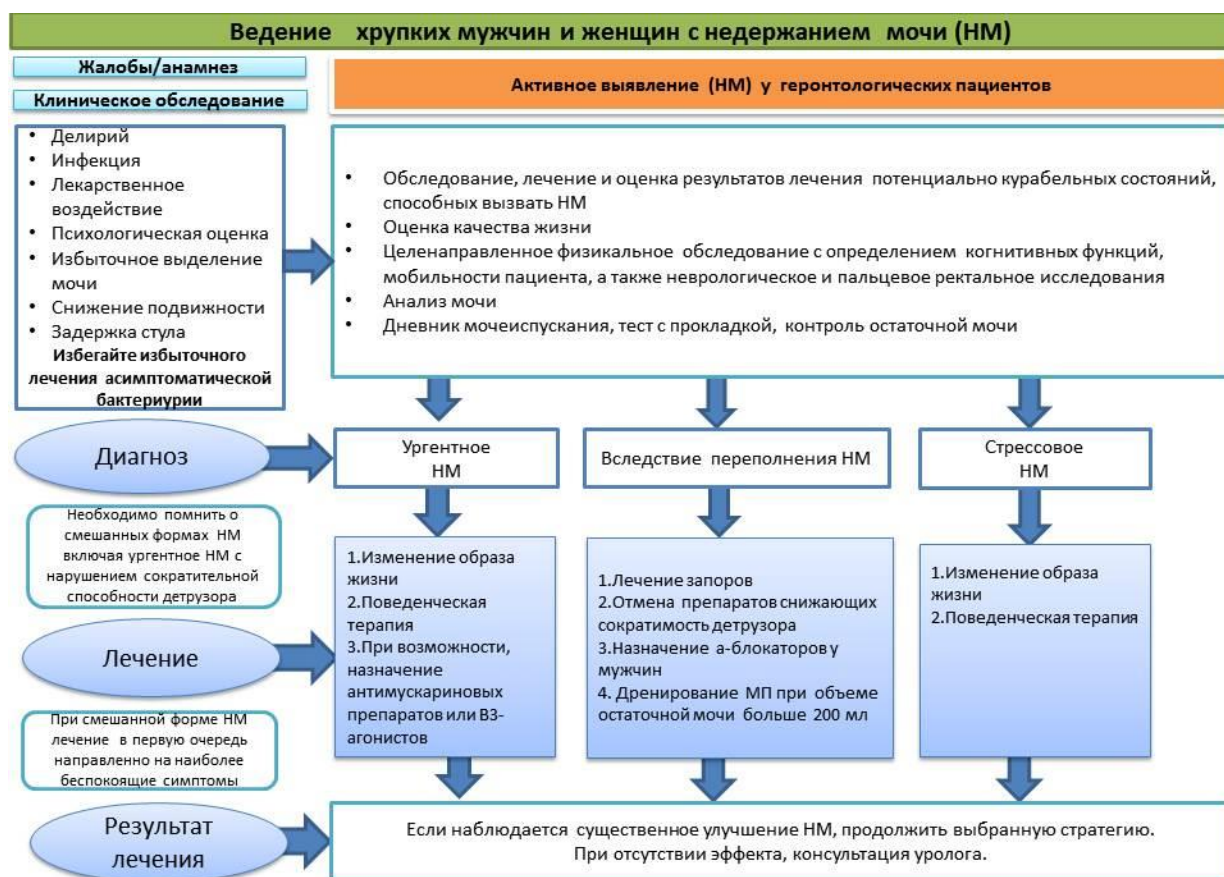 Ведение хрупких мужчин и женщин с недержанием мочи (НМ)
Жалобы/анамнез
Клиническое обследование
Активное выявление (НМ) у геронтологических пациентов
• Делирий
• Инфекция
• Лекарственное
воздействие
• Психологическая оценка
• Избыточное выделение
мочи
• Снижение подвижности
• Задержка стула
Избегайте избыточного
лечения асимптоматической
бактериурии
• Обследование, лечение и оценка результатов лечения потенциально курабельных состояний,
способных вызвать НМ
• Оценка качества жизни
• Целенаправленное физикальное обследование с определением когнитивных функций,
мобильности пациента, а также неврологическое и пальцевое ректальное исследования
• Анализ мочи
• Дневник мочеиспускания, тест с прокладкой, контроль остаточной мочи
Диагноз
Ургентное
НМ
Вследствие переполнения НМ
Стрессовое
НМ
Необходимо помнить о
смешанных формах НМ
включая ургентное НМ с
нарушением сократительной
способности детрузора
Лечение
При смешанной форме НМ
лечение в первую очередь
направленно на наиболее
беспокоящие симптомы
1.Изменение образа
жизни
2.Поведенческая
терапия
3.При возможности,
назначение
антимускариновых
препаратов или В3-
агонистов
1.Лечение запоров
2.Отмена препаратов снижающих
сократимость детрузора
3.Назначение а-блокаторов у
мужчин
4. Дренирование МП при объеме
остаточной мочи больше 200 мл
1.Изменение образа
жизни
2.Поведенческая терапия
Результат
лечения
Если наблюдается существенное улучшение НМ, продолжить выбранную стратегию.
При отсутствии эффекта, консультация уролога.